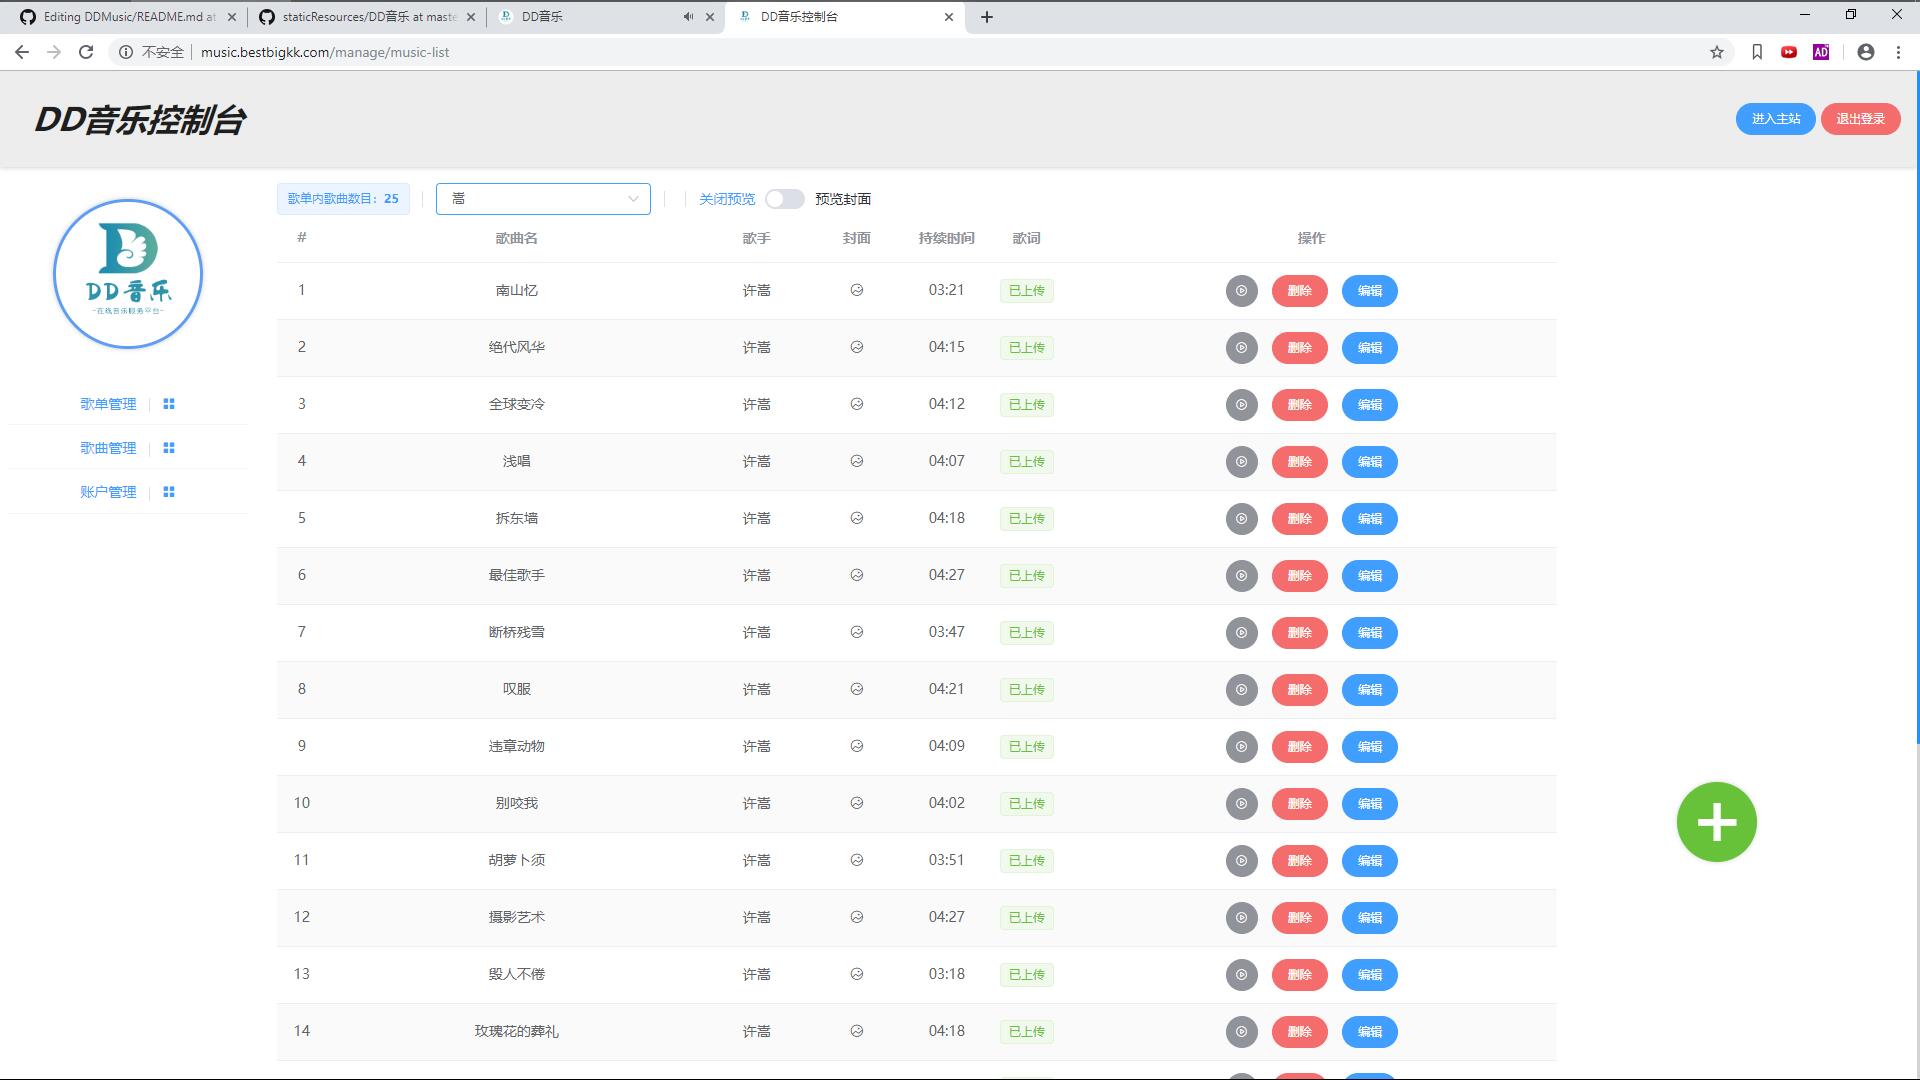 Editing DDMusic/README.md at
staticResources/DD音乐 at maste
DD音乐
DD音乐控制台
不安全
music.bestbigkk.com/manage/music-list
AD
DD音乐控制台
进入主站
退出登录
D
DD音乐
-在线音乐服务平台-
歌单管理
歌曲管理
账户管理
歌单内歌曲数目：25
嵩
关闭预览
预览封面
# 歌曲名 歌手 封面 持续时间 歌词 操作
1 南山忆 许嵩 03:21 已上传 删除 编辑
2 绝代风华 许嵩 04:15 已上传 删除 编辑
3 全球变冷 许嵩 04:12 已上传 删除 编辑
4 浅唱 许嵩 04:07 已上传 删除 编辑
5 拆东墙 许嵩 04:18 已上传 删除 编辑
6 最佳歌手 许嵩 04:27 已上传 删除 编辑
7 断桥残雪 许嵩 03:47 已上传 删除 编辑
8 叹服 许嵩 04:21 已上传 删除 编辑
9 违章动物 许嵩 04:09 已上传 删除 编辑
10 别咬我 许嵩 04:02 已上传 删除 编辑
11 胡萝卜须 许嵩 03:51 已上传 删除 编辑
12 摄影艺术 许嵩 04:27 已上传 删除 编辑
13 毁人不倦 许嵩 03:18 已上传 删除 编辑
14 玫瑰花的葬礼 许嵩 04:18 已上传 删除 编辑